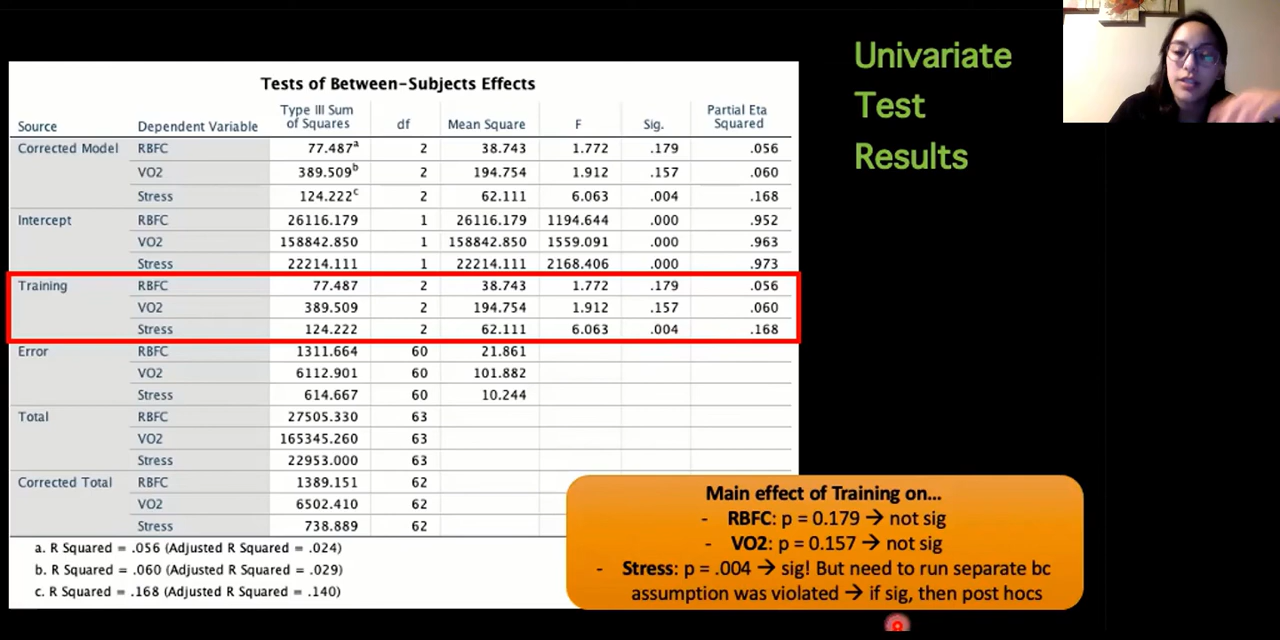 Univariate
Test
Results
Tests of Between-Subjects Effects
Source Dependent Variable Type III Sum of Squares df Mean Square F Sig. Partial Eta Squared
Corrected Model RBFC 77.487a 2 38.743 1.772 .179 .056
VO2 389.509b 2 194.754 1.912 .157 .060
Stress 124.222c 2 62.111 6.063 .004 .168
Intercept RBFC 26116.179 1 26116.179 1194.644 .000 .952
VO2 158842.850 1 158842.850 1559.091 .000 .963
Stress 22214.111 1 22214.111 2168.406 .000 .973
Training RBFC 77.487 2 38.743 1.772 .179 .056
VO2 389.509 2 194.754 1.912 .157 .060
Stress 124.222 2 62.111 6.063 .004 .168
Error RBFC 1311.664 60 21.861
VO2 6112.901 60 101.882
Stress 614.667 60 10.244
Total RBFC 27505.330 63
VO2 165345.260 63
Stress 22953.000 63
Corrected Total RBFC 1389.151 62
VO2 6502.410 62
Stress 738.889 62
a. R Squared = .056 (Adjusted R Squared = .024)
b. R Squared = .060 (Adjusted R Squared = .029)
c. R Squared = .168 (Adjusted R Squared = .140)
Main effect of Training on...
- RBFC: p = 0.179 → not sig
- VO2: p = 0.157 → not sig
- Stress: p = .004 → sig! But need to run separate bc
assumption was violated → if sig, then post hocs